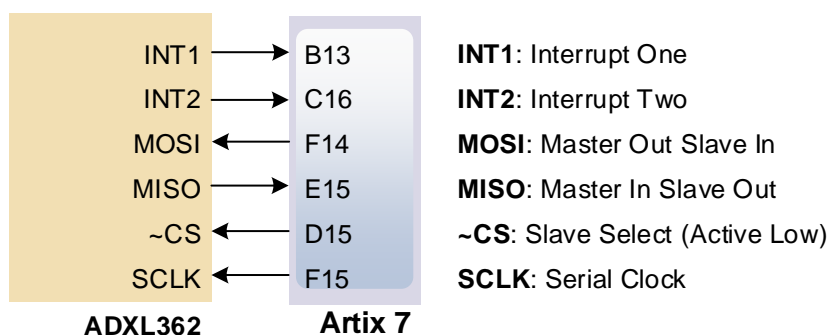 INT1 B13 INT1: Interrupt One
INT2 C16 INT2: Interrupt Two
MOSI F14 MOSI: Master Out Slave In
MISO E15 MISO: Master In Slave Out
~CS D15 ~CS: Slave Select (Active Low)
SCLK F15 SCLK: Serial Clock
ADXL362 Artix 7